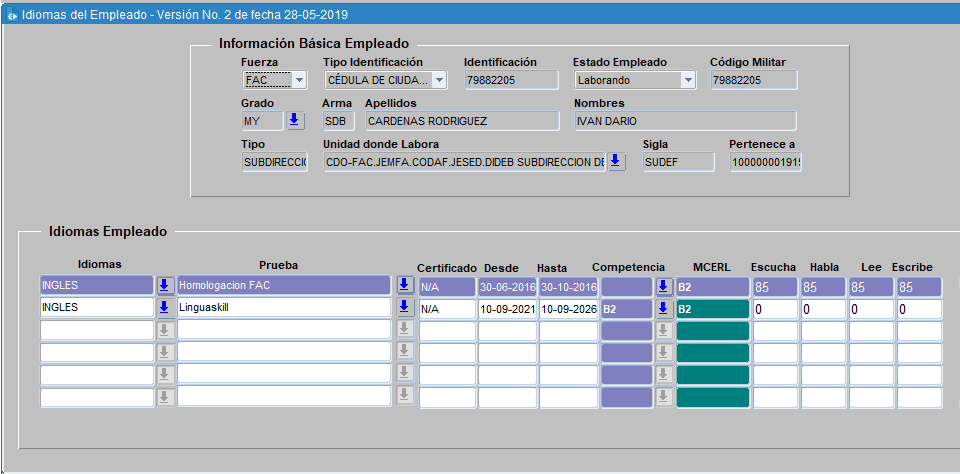 Idiomas del Empleado - Versión No. 2 de fecha 28-05-2019
Información Básica Empleado
Fuerza Tipo Identificación Identificación Estado Empleado Código Militar
FAC CÉDULA DE CIUDA... 79882205 Laborando 79882205
Grado Arma Apellidos Nombres
MY SDB CARDENAS RODRIGUEZ IVAN DARIO
Tipo Unidad donde Labora Sigla Pertenece a
SUBDIRECCI CDO-FAC.JEMFA.CODAF.JESED.DIDEB SUBDIRECCION DE SUDEF 1000000019
Idiomas Empleado
Idiomas Prueba Certificado Desde Hasta Competencia MCERL Escucha Habla Lee Escribe
INGLES Homologacion FAC N/A 30-06-2016 30-10-2016 B2 85 85 85 85
INGLES Linguaskill N/A 10-09-2021 10-09-2026 B2 B2 0 0 0 0